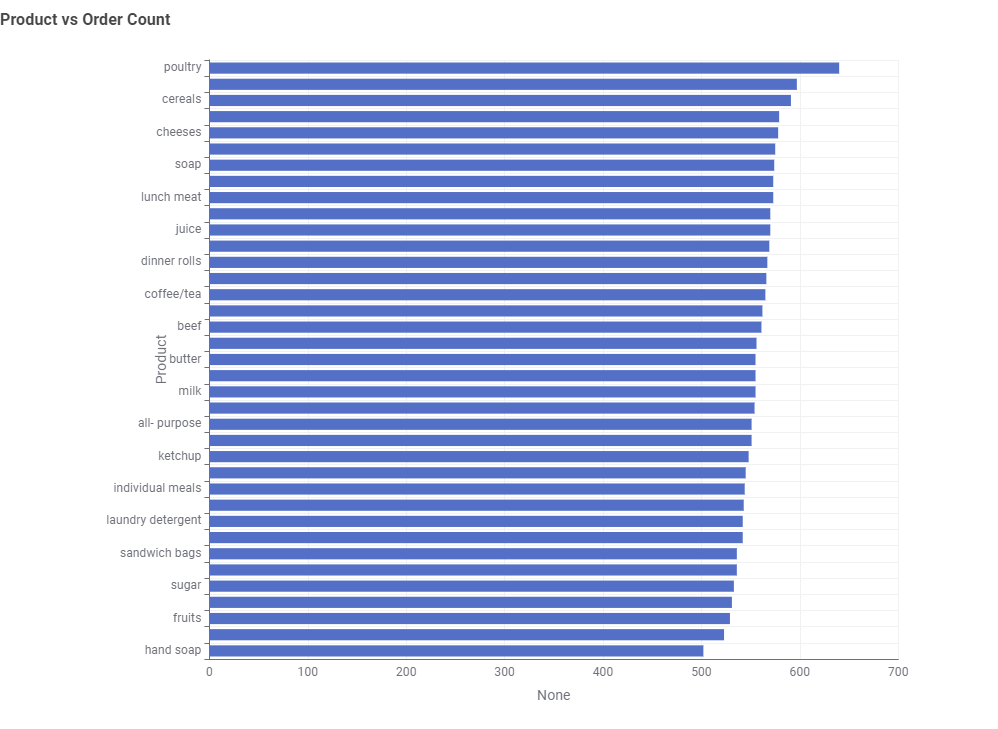 Product vs Order Count
poultry
cereals
cheeses
soap
lunch meat
juice
dinner rolls
coffee/tea
beef
Product
butter
milk
all- purpose
ketchup
individual meals
laundry detergent
sandwich bags
sugar
fruits
hand soap
0 100 200 300 400 500 600 700
None